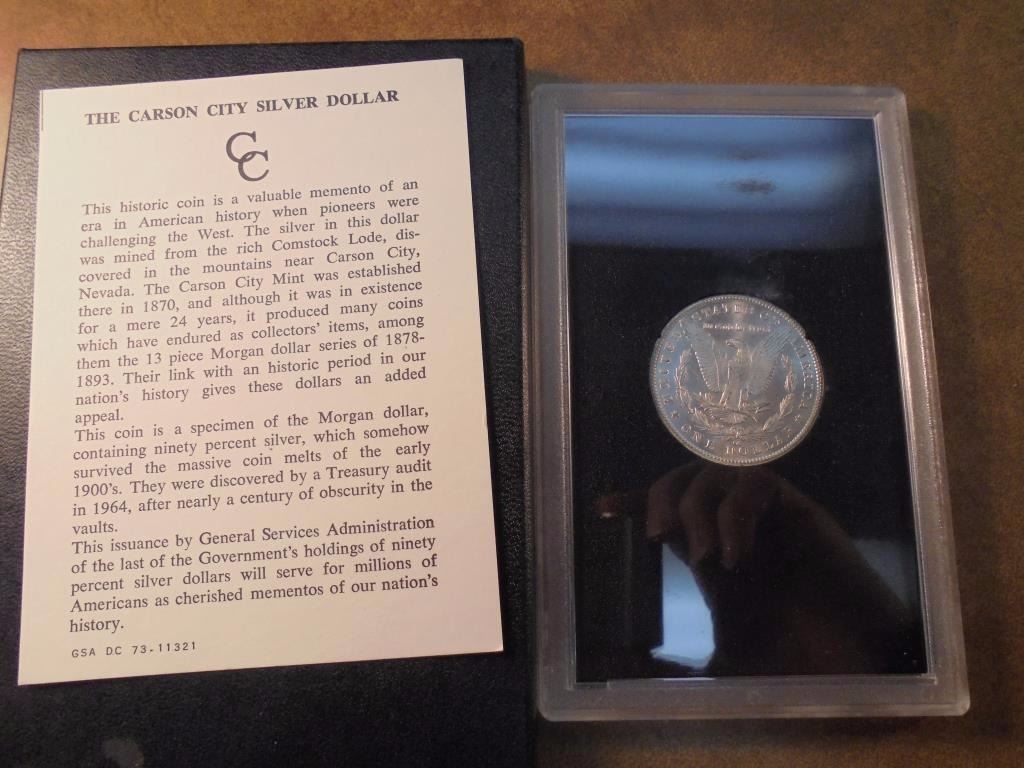 THE CARSON CITY SILVER DOLLAR
CC
This historic coin is a valuable memento of an
era in American history when pioneers were
challenging the West. The silver in this dollar
was mined from the rich Comstock Lode, dis-
covered in the mountains near Carson City,
Nevada. The Carson City Mint was established
there in 1870, and although it was in existence
for a mere 24 years, it produced many coins
which have endured as collectors' items, among
them the 13 piece Morgan dollar series of 1878-
1893. Their link with an historic period in our
nation's history gives these dollars an added
appeal.
This coin is a specimen of the Morgan dollar,
containing ninety percent silver, which somehow
survived the massive coin melts of the early
1900's. They were discovered by a Treasury audit
in 1964, after nearly a century of obscurity in the
vaults.
This issuance by General Services Administration
of the last of the Government's holdings of ninety
percent silver dollars will serve for millions of
Americans as cherished mementos of our nation's
history.
GSA DC 73-11321
STATES
AMERICA
ONE